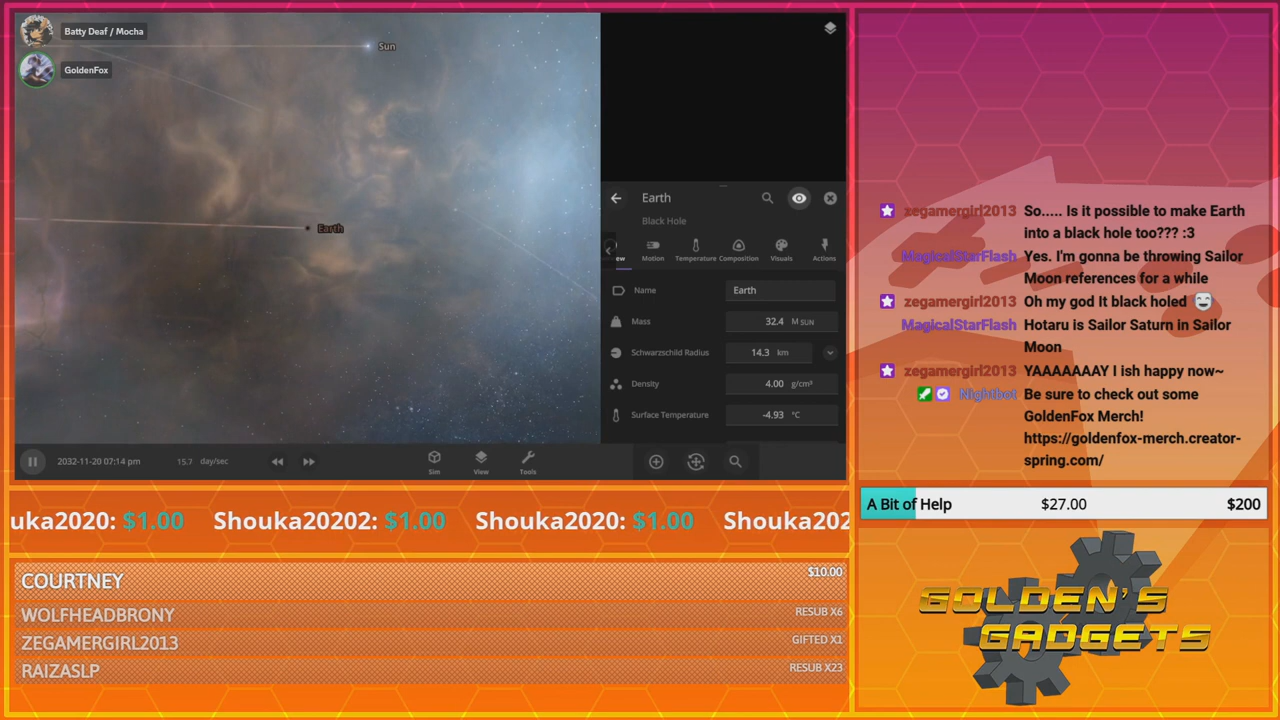 Batty Deaf / Mocha
GoldenFox
Sun
Earth
Earth
Black Hole
ew
Motion
Temperature
Composition
Visuals
Actions
Name
Earth
Mass
32.4 M SUN
Schwarzschild Radius
14.3 km
Density
4.00 g/cm³
Surface Temperature
-4.93 °C
2032-11-20 07:14 pm
15.7 day/sec
Sim
View
Tools
zegamergirl2013 So..... Is it possible to make Earth
into a black hole too??? :3
MagicalStarFlash Yes. I'm gonna be throwing Sailor
Moon references for a while
zegamergirl2013 Oh my god It black holed
MagicalStarFlash Hotaru is Sailor Saturn in Sailor
Moon
zegamergirl2013 YAAAAAAAY I ish happy now~
Nightbot Be sure to check out some
GoldenFox Merch!
https://goldenfox-merch.creator-
spring.com/
A Bit of Help $27.00 $200
uka2020: $1.00 Shouka20202: $1.00 Shouka2020: $1.00 Shouka202
COURTNEY $10.00
WOLFHEADBRONY RESUB X6
ZEGAMERGIRL2013 GIFTED X1
RAIZASLP RESUB X23
GOLDEN'S
GADGETS